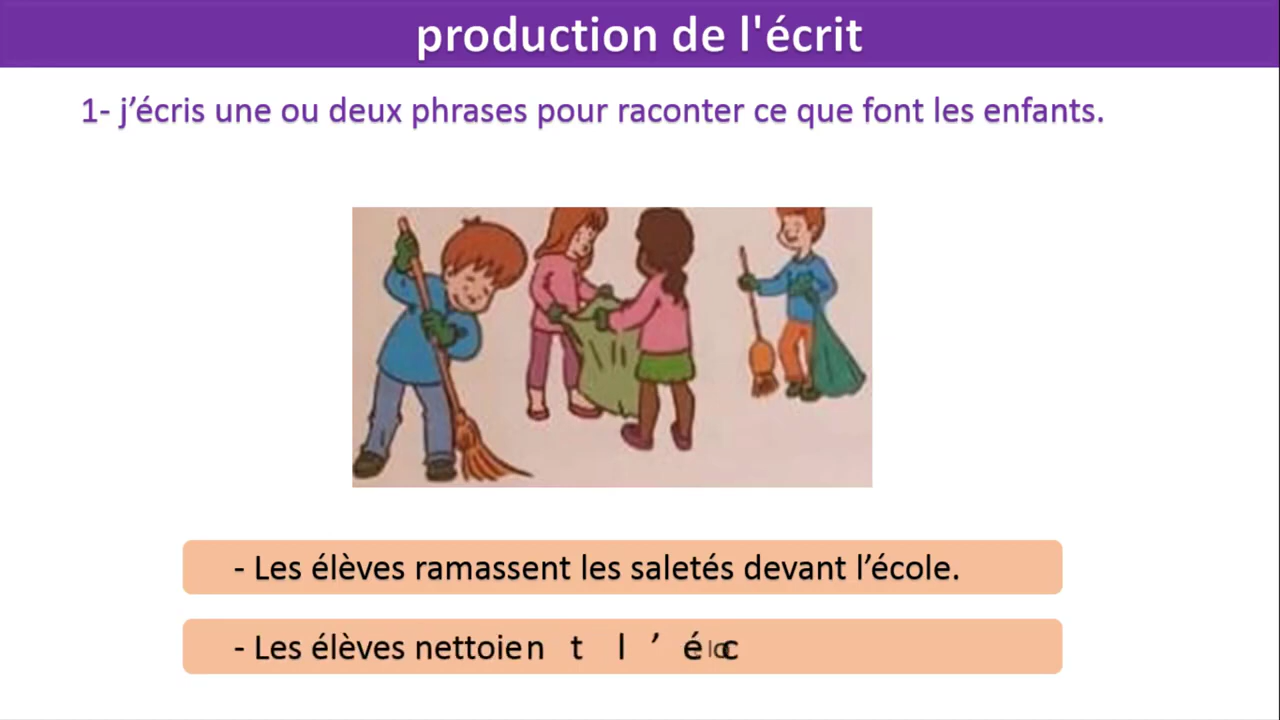 production de l'écrit
1- j’écris une ou deux phrases pour raconter ce que font les enfants.
- Les élèves ramassent les saletés devant l’école.
- Les élèves nettoient